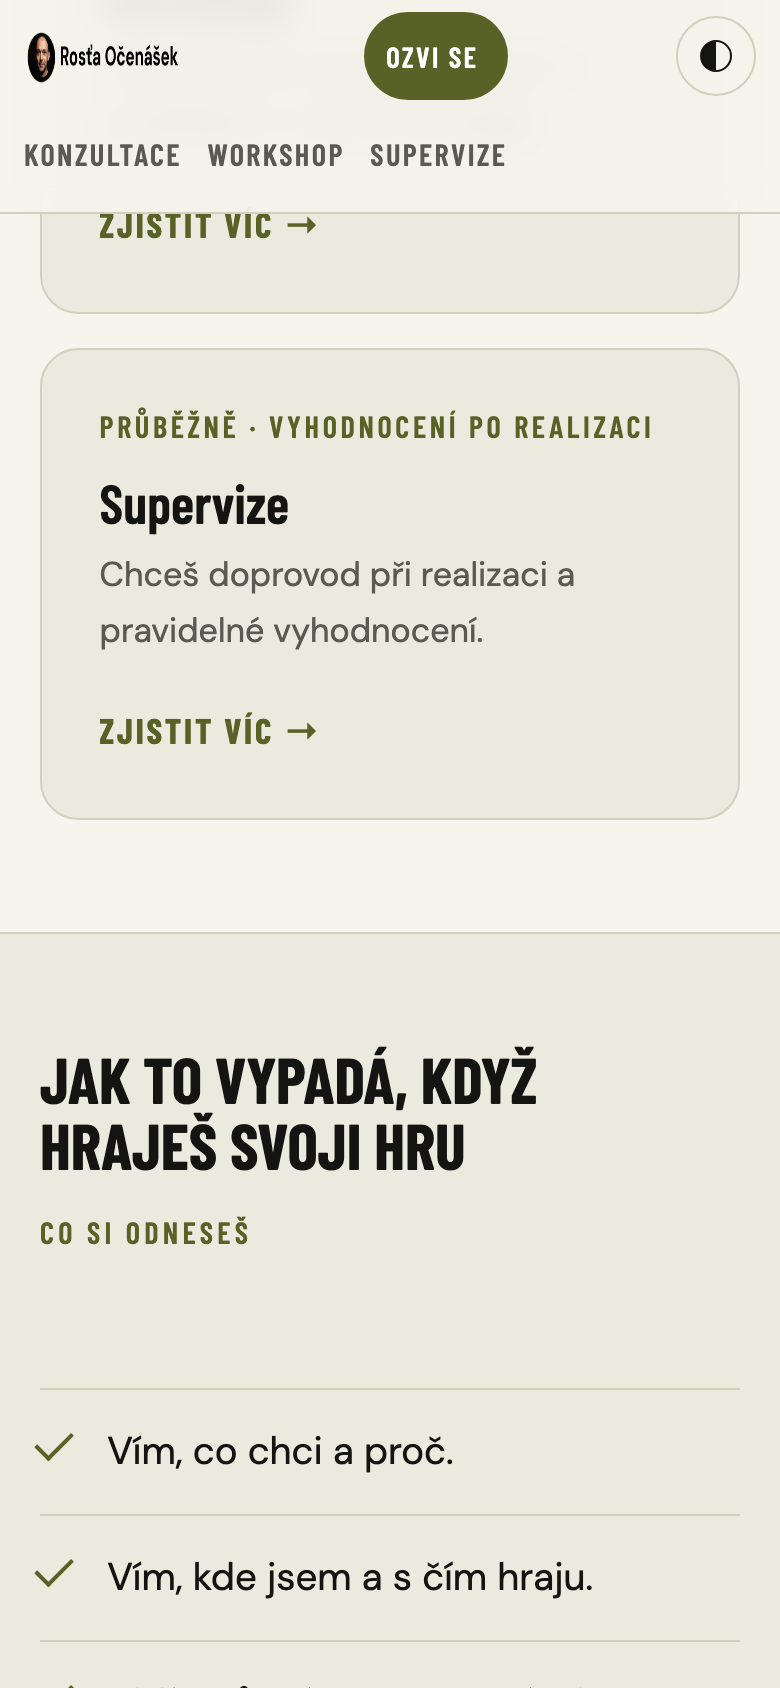 Rosťa Očenášek
OZVI SE
KONZULTACE WORKSHOP SUPERVIZE
ZJISTIT VÍC →
PRŮBĚŽNĚ · VYHODNOCENÍ PO REALIZACI
Supervize
Chceš doprovod při realizaci a
pravidelné vyhodnocení.
ZJISTIT VÍC →
JAK TO VYPADÁ, KDYŽ
HRAJEŠ SVOJI HRU
CO SI ODNESEŠ
Vím, co chci a proč.
Vím, kde jsem a s čím hraju.